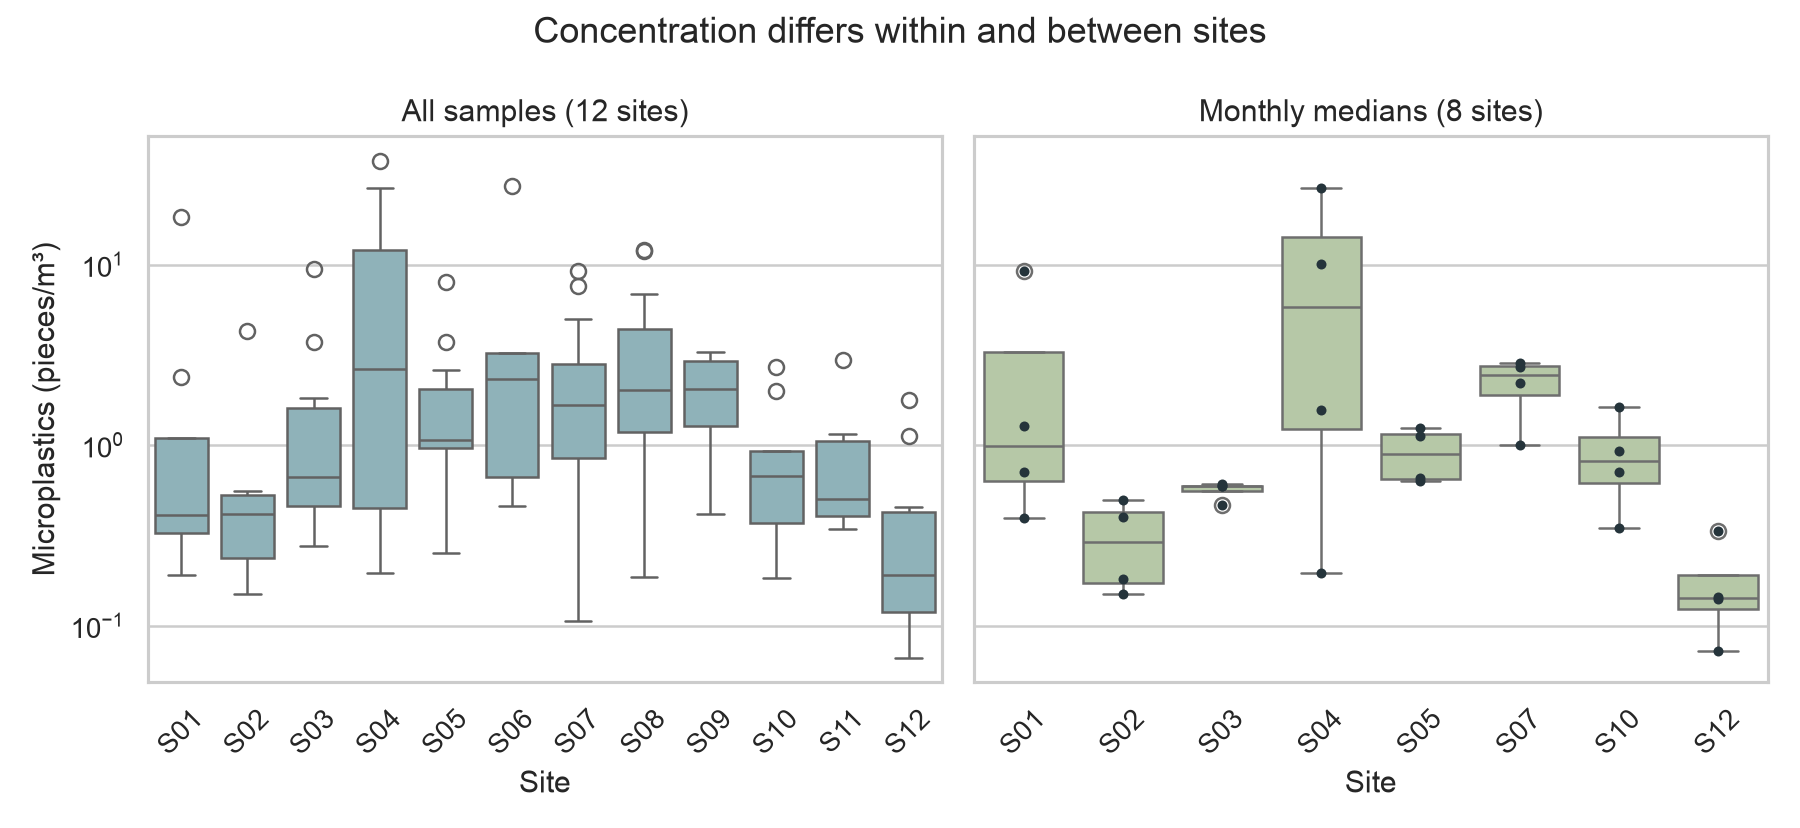 Concentration differs within and between sites
All samples (12 sites)
Monthly medians (8 sites)
Microplastics (pieces/m³)
10¹
10⁰
10⁻¹
S01 S02 S03 S04 S05 S06 S07 S08 S09 S10 S11 S12
S01 S02 S03 S04 S05 S07 S10 S12
Site
Site